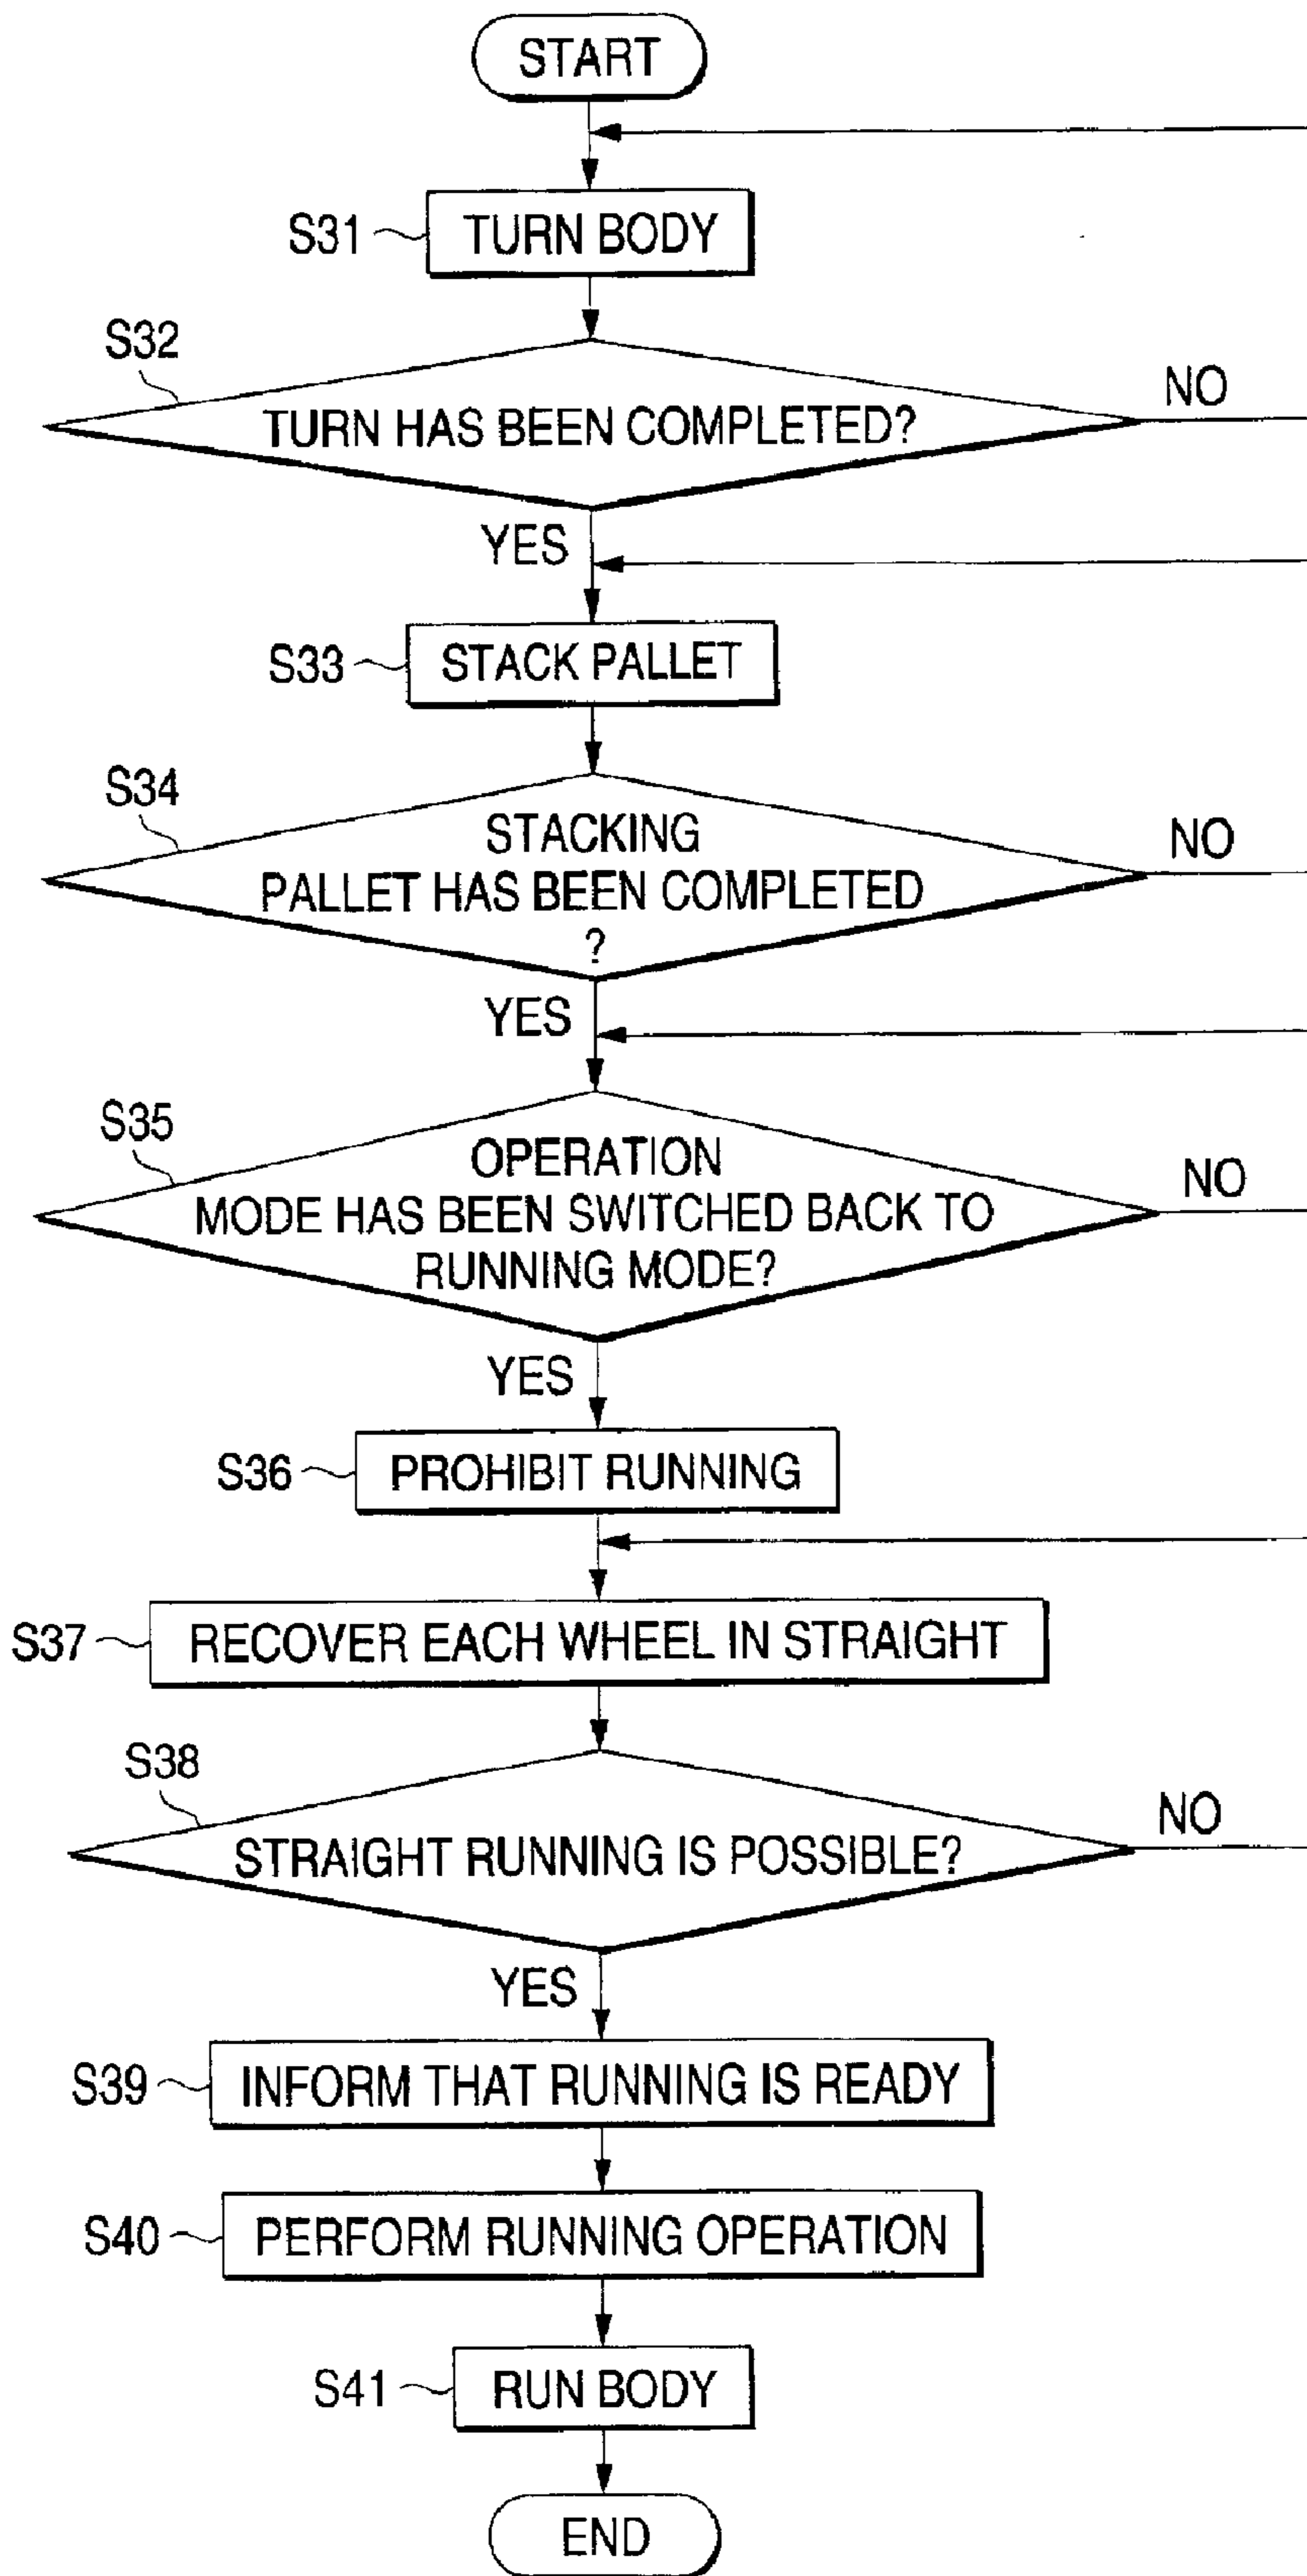 START
S31
TURN BODY
S32
TURN HAS BEEN COMPLETED?
NO
YES
S33
STACK PALLET
S34
STACKING
PALLET HAS BEEN COMPLETED
?
NO
YES
S35
OPERATION
MODE HAS BEEN SWITCHED BACK TO
RUNNING MODE?
NO
YES
S36
PROHIBIT RUNNING
S37
RECOVER EACH WHEEL IN STRAIGHT
S38
STRAIGHT RUNNING IS POSSIBLE?
NO
YES
S39
INFORM THAT RUNNING IS READY
S40
PERFORM RUNNING OPERATION
S41
RUN BODY
END